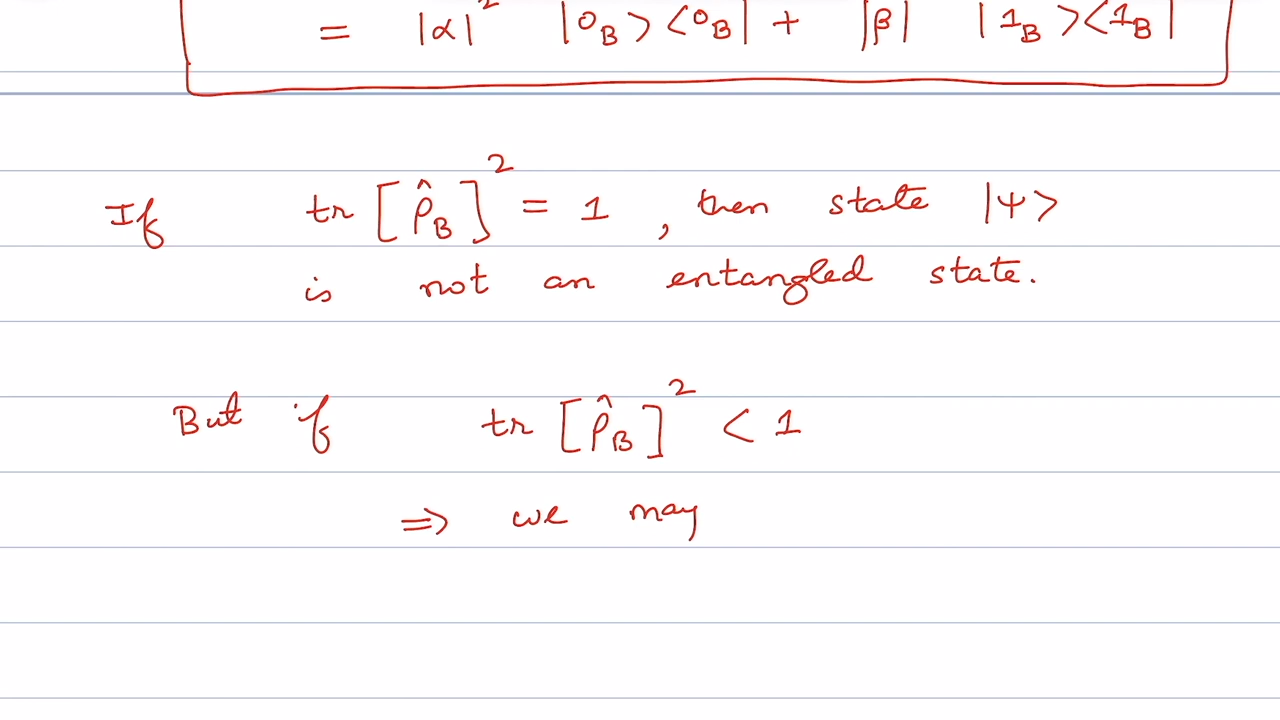 = |α|² |0_B><0_B| + |β| |1_B><1_B|
If tr [ρ̂_B]² = 1 , then state |ψ>
is not an entangled state.
But if tr [ρ̂_B]² < 1
⇒ we may